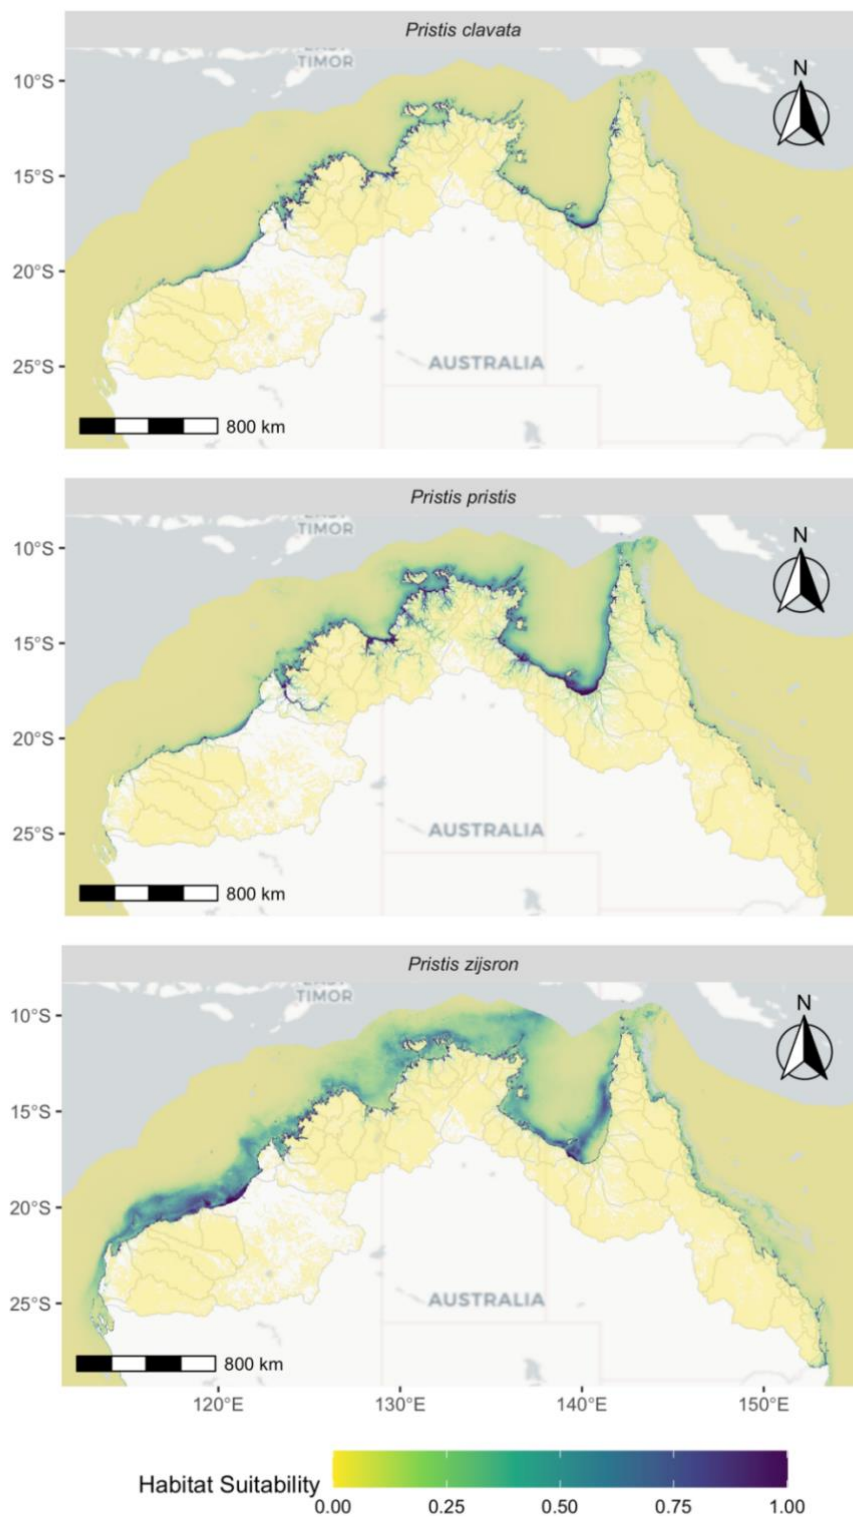 Pristis clavata
TIMOR
10°S
N
15°S
20°S
25°S
AUSTRALIA
800 km
Pristis pristis
TIMOR
10°S
N
15°S
20°S
25°S
AUSTRALIA
800 km
Pristis zijsron
TIMOR
10°S
N
15°S
20°S
25°S
AUSTRALIA
800 km
120°E 130°E 140°E 150°E
Habitat Suitability
0.00 0.25 0.50 0.75 1.00